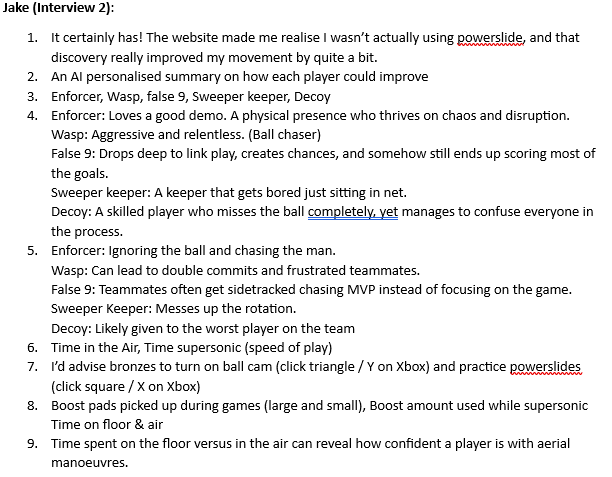 Jake (Interview 2):
1. It certainly has! The website made me realise I wasn't actually using powerslide, and that
discovery really improved my movement by quite a bit.
2. An AI personalised summary on how each player could improve
3. Enforcer, Wasp, false 9, Sweeper keeper, Decoy
4. Enforcer: Loves a good demo. A physical presence who thrives on chaos and disruption.
Wasp: Aggressive and relentless. (Ball chaser)
False 9: Drops deep to link play, creates chances, and somehow still ends up scoring most of
the goals.
Sweeper keeper: A keeper that gets bored just sitting in net.
Decoy: A skilled player who misses the ball completely, yet manages to confuse everyone in
the process.
5. Enforcer: Ignoring the ball and chasing the man.
Wasp: Can lead to double commits and frustrated teammates.
False 9: Teammates often get sidetracked chasing MVP instead of focusing on the game.
Sweeper Keeper: Messes up the rotation.
Decoy: Likely given to the worst player on the team
6. Time in the Air, Time supersonic (speed of play)
7. I'd advise bronzes to turn on ball cam (click triangle / Y on Xbox) and practice powerslides
(click square / X on Xbox)
8. Boost pads picked up during games (large and small), Boost amount used while supersonic
Time on floor & air
9. Time spent on the floor versus in the air can reveal how confident a player is with aerial
manoeuvres.